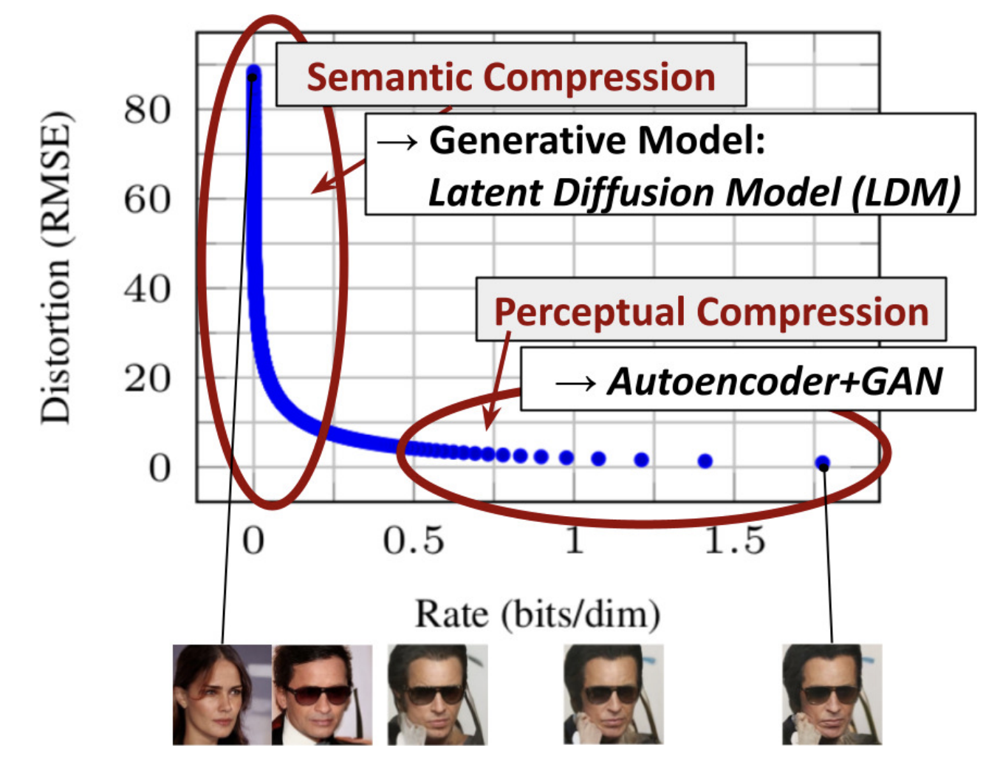 Semantic Compression
→ Generative Model:
Latent Diffusion Model (LDM)
Perceptual Compression
→ Autoencoder+GAN
Distortion (RMSE)
80
60
40
20
0
0 0.5 1 1.5
Rate (bits/dim)